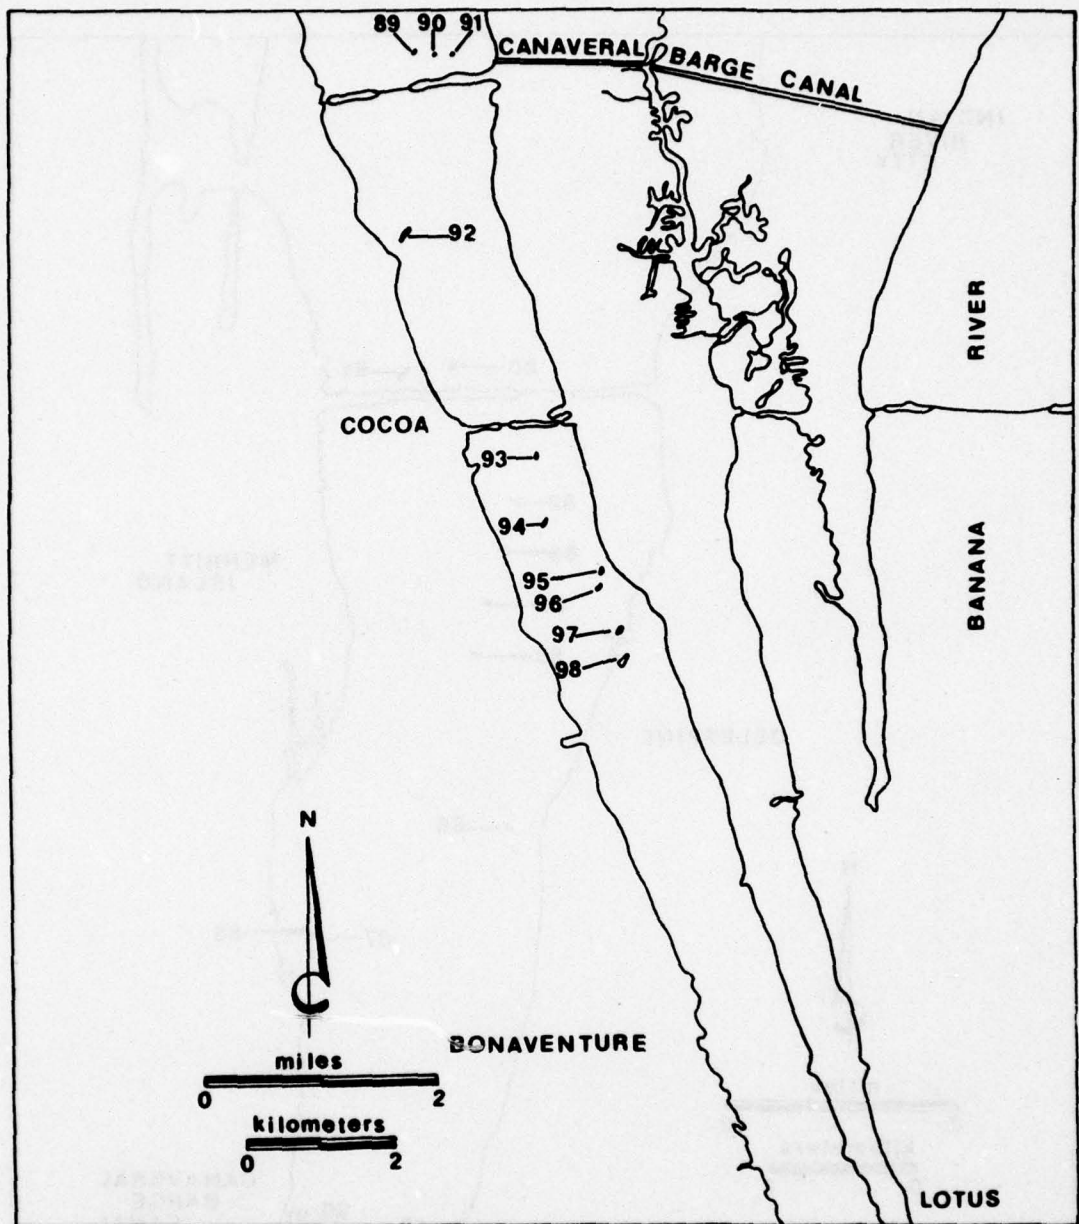 89 90 91
CANAVERAL BARGE CANAL
92
RIVER
COCOA
93
94
BANANA
95
96
97
98
N
BONAVENTURE
miles
0 2
kilometers
0 2
LOTUS